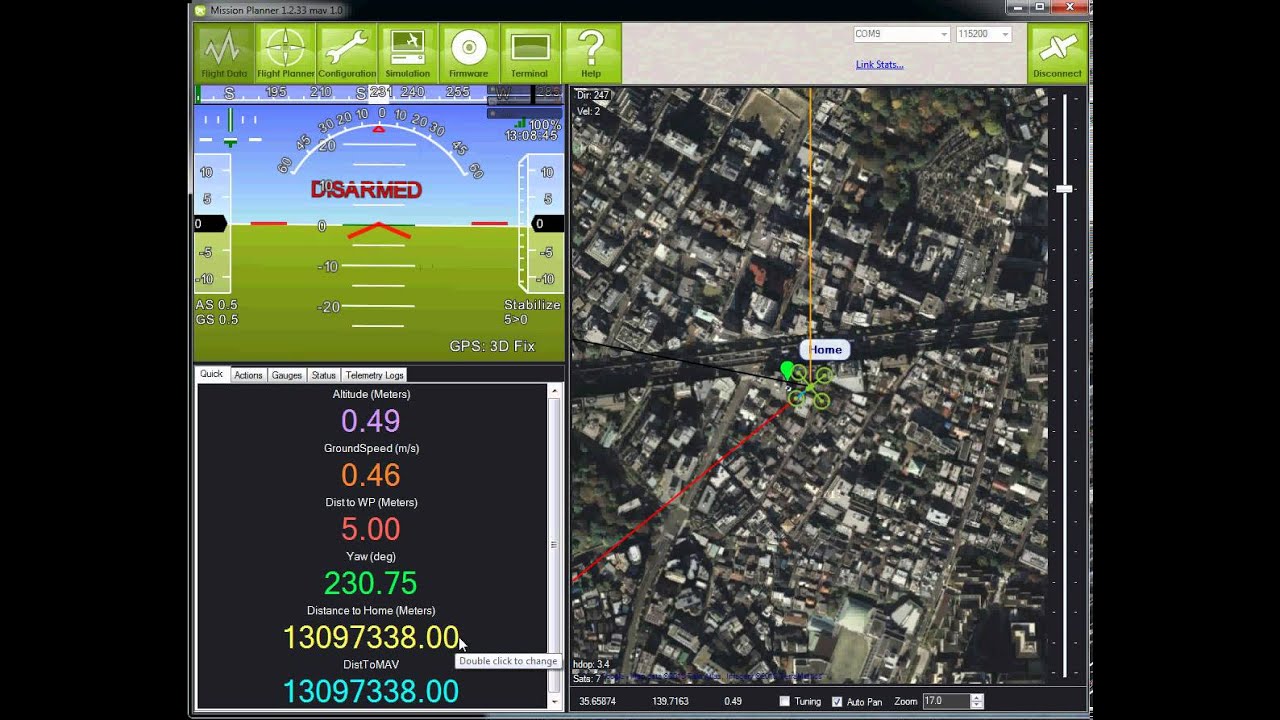 Mission Planner 1.2.33 mav 1.0
Flight Data Flight Planner Configuration Simulation Firmware Terminal Help
COM9 115200
Link Stats...
Disconnect
S 195 210 S 231 240 255 W 285
100%
13:08:45
60 45 30 20 10 0 10 20 30 45 60
20
10
DISARMED
0
-10
-20
10
5
0
-5
-10
10
5
0
-5
-10
AS 0.5
GS 0.5
Stabilize
5>0
GPS: 3D Fix
Quick Actions Gauges Status Telemetry Logs
Altitude (Meters)
0.49
GroundSpeed (m/s)
0.46
Dist to WP (Meters)
5.00
Yaw (deg)
230.75
Distance to Home (Meters)
13097338.00
Double click to change
DistToMAV
13097338.00
Dir: 247
Vel: 2
Home
hdop: 3.4
Sats: 7
35.65874 139.7163 0.49 Tuning Auto Pan Zoom 17.0